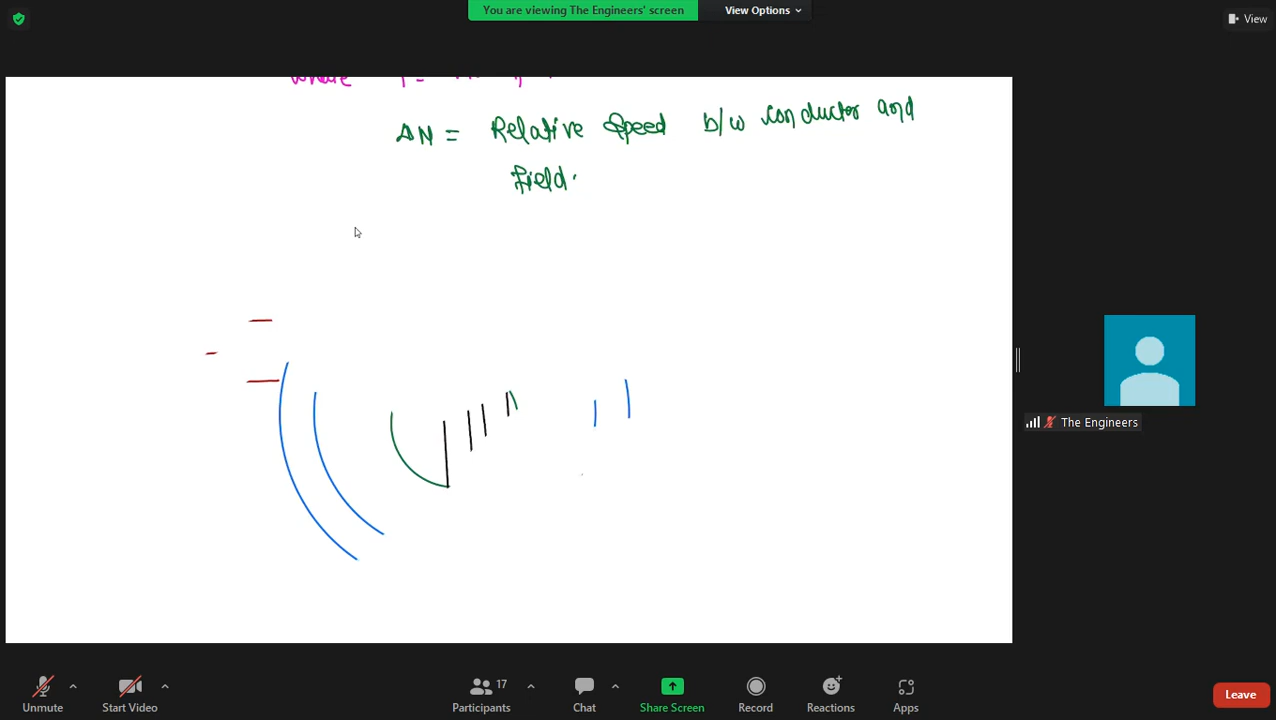 You are viewing The Engineers' screen
View Options
View
where
ΔN = Relative Speed b/w conductor and
field.
The Engineers
Unmute
Start Video
17
Participants
Chat
Share Screen
Record
Reactions
Apps
Leave